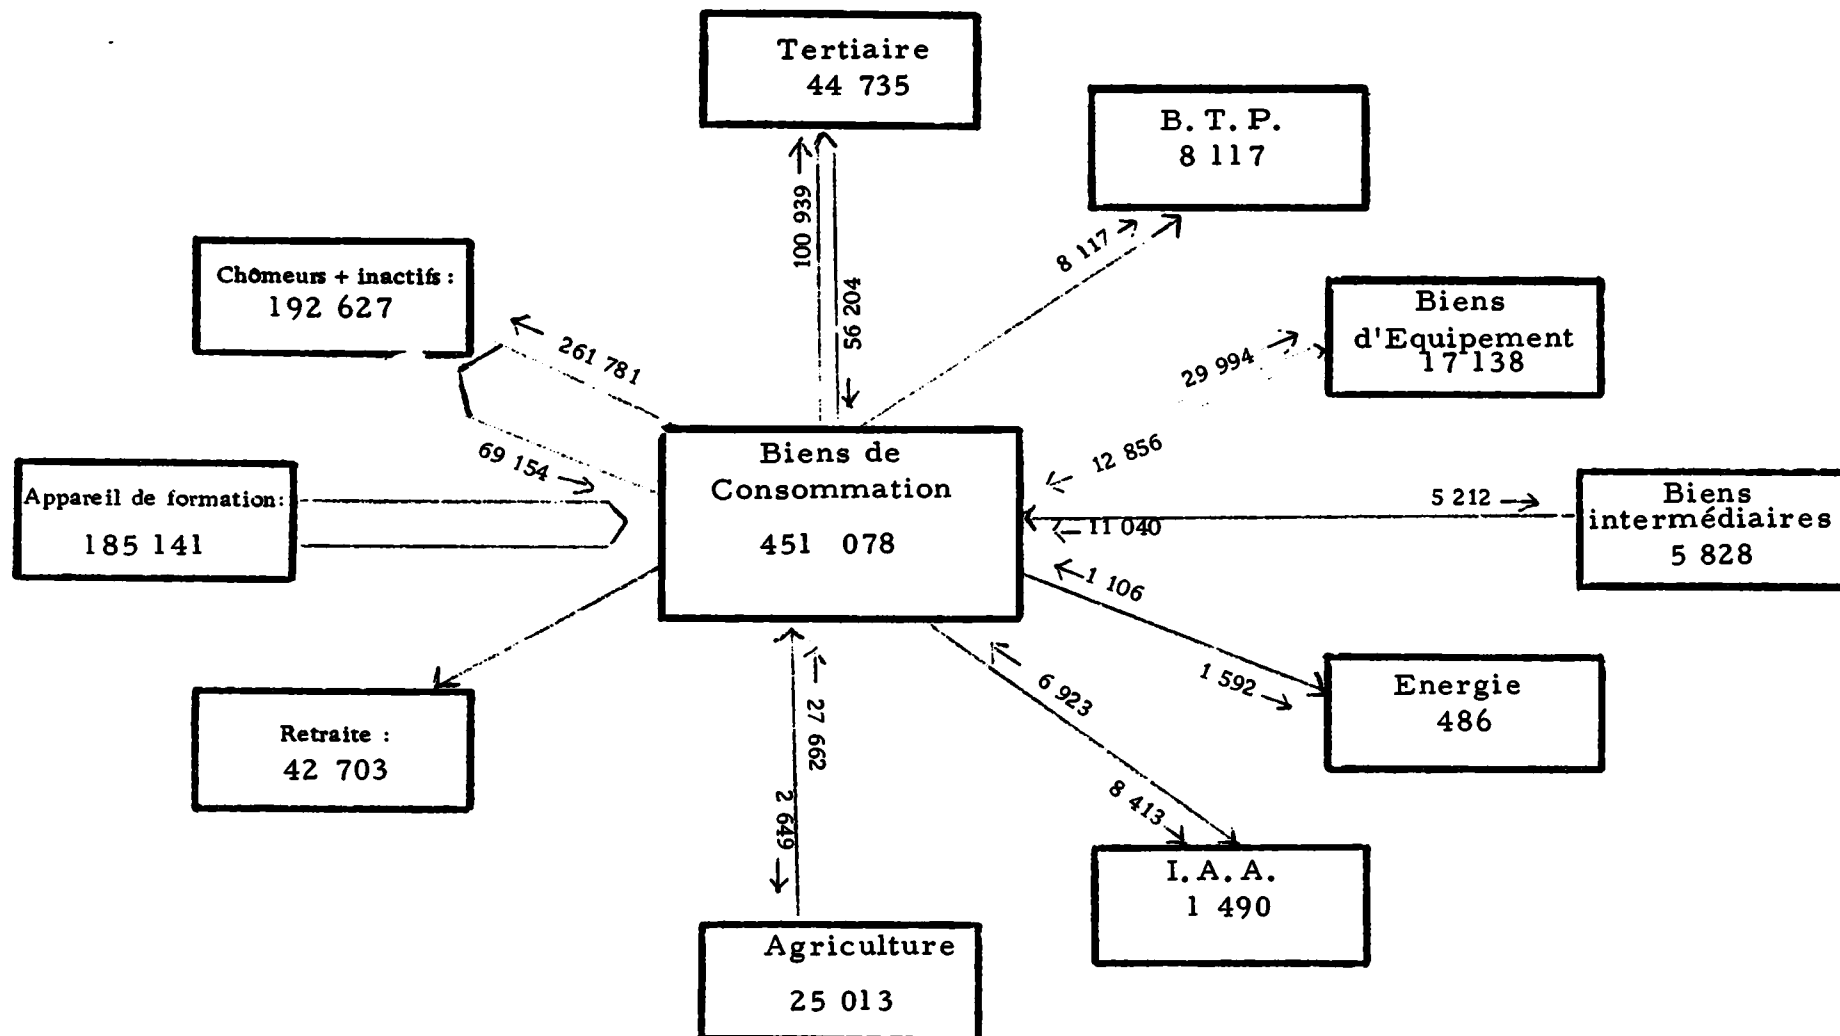 Tertiaire
44 735
B. T. P.
8 117
100 939
56 204
8 117
Chômeurs + inactifs :
192 627
261 781
69 154
Biens
d'Equipement
17 138
29 994
12 856
Appareil de formation:
185 141
Biens de
Consommation
451 078
5 212
11 040
Biens
intermédiaires
5 828
1 106
1 592
Energie
486
Retraite :
42 703
27 662
2 649
6 923
8 413
I. A. A.
1 490
Agriculture
25 013